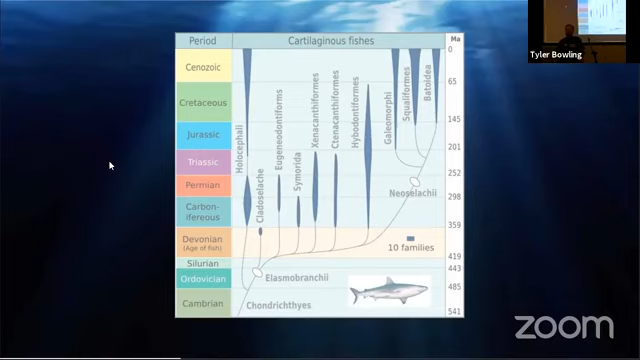 Period
Cartilaginous fishes
Ma
0
Cenozoic
65
Cretaceous
145
Jurassic
201
Triassic
252
Permian
298
Carbon-
ifereous
359
Devonian
(Age of fish)
419
Silurian
443
Ordovician
485
Cambrian
541
Holocephali
Cladoselache
Eugeneodontiforms
Symorida
Xenacanthiformes
Ctenacanthiformes
Hybodontiformes
Galeomorphi
Squaliformes
Batoidea
Neoselachii
10 families
Elasmobranchii
Chondrichthyes
Tyler Bowling
zoom